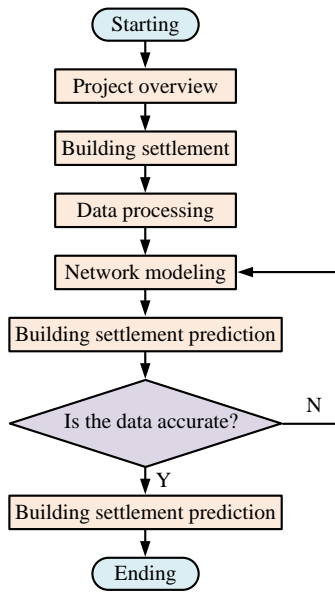 Starting
Project overview
Building settlement
Data processing
Network modeling
Building settlement prediction
Is the data accurate?
N
Y
Building settlement prediction
Ending